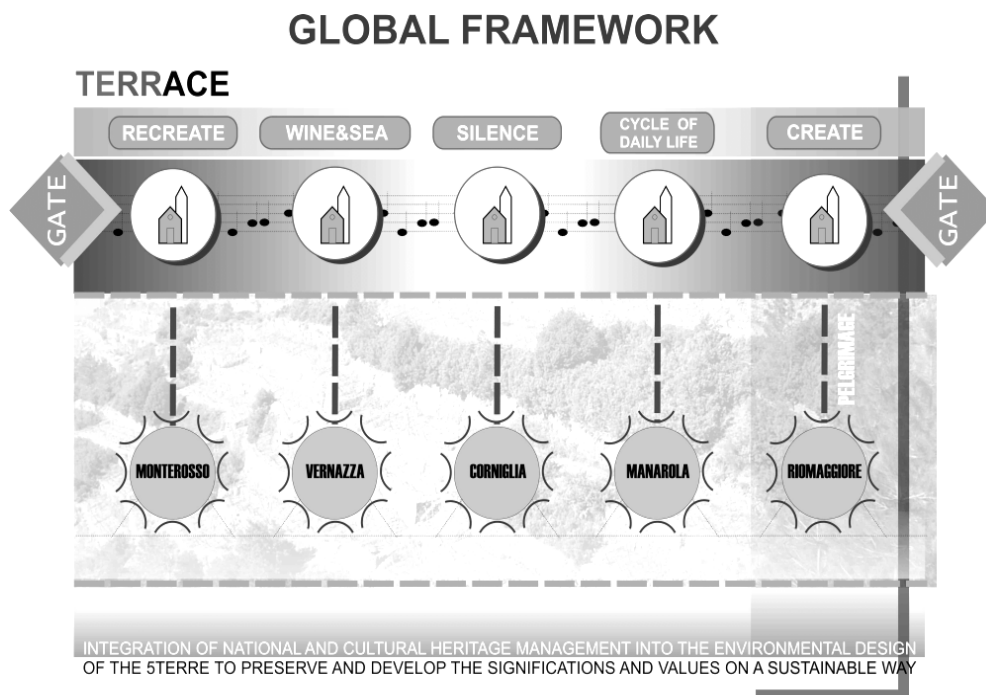 GLOBAL FRAMEWORK
TERRACE
RECREATE
WINE&SEA
SILENCE
CYCLE OF
DAILY LIFE
CREATE
GATE
GATE
PELGRIMAGE
MONTEROSSO
VERNAZZA
CORNIGLIA
MANAROLA
RIOMAGGIORE
INTEGRATION OF NATIONAL AND CULTURAL HERITAGE MANAGEMENT INTO THE ENVIRONMENTAL DESIGN
OF THE 5TERRE TO PRESERVE AND DEVELOP THE SIGNIFICATIONS AND VALUES ON A SUSTAINABLE WAY